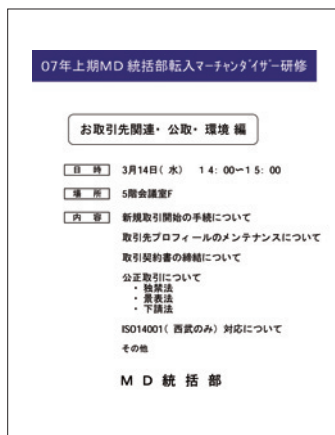 07年上期MD統括部転入マーチャンダイザー研修
お取引先関連・公取・環境 編
日時 3月14日(水) 14:00〜15:00
場所 5階会議室F
内容 新規取引開始の手続について
取引先プロフィールのメンテナンスについて
取引契約書の締結について
公正取引について
・独禁法
・景表法
・下請法
ISO14001(西武のみ)対応について
その他
MD統括部